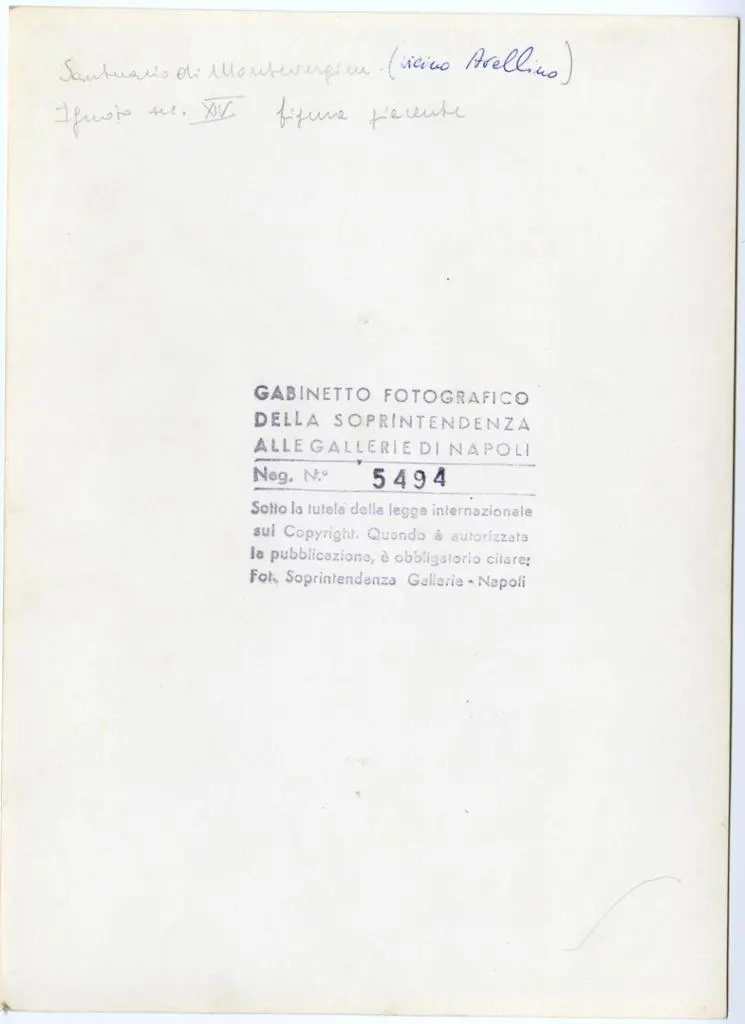 Santuario di Montevergine (vicino Avellino)
Ignoto sec. XIV. figura giacente
GABINETTO FOTOGRAFICO
DELLA SOPRINTENDENZA
ALLE GALLERIE DI NAPOLI
Neg. N.º 5494
Sotto la tutela della legge internazionale
sul Copyright. Quando è autorizzata
la pubblicazione, è obbligatorio citare:
Fot. Soprintendenza Gallerie - Napoli